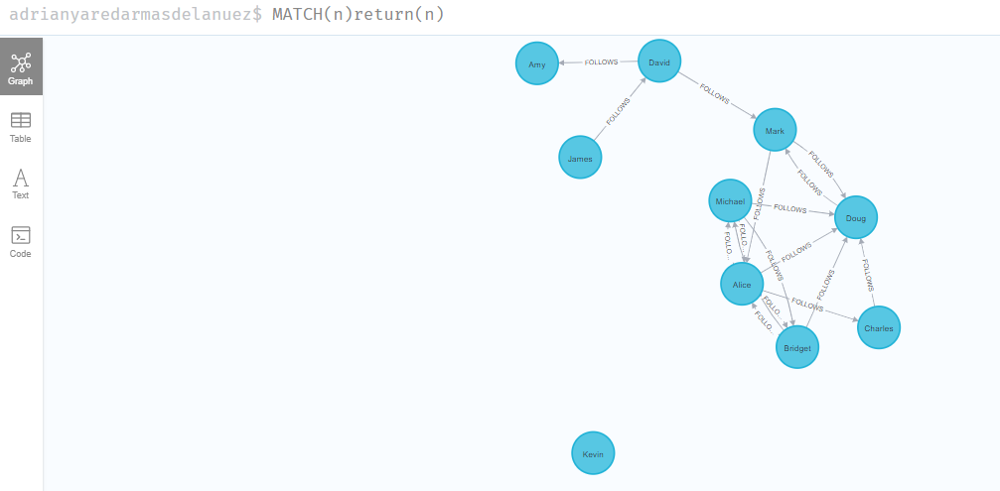 adrianyaredarmasdelanuez$ MATCH(n)return(n)
Graph
Table
Text
Code
Amy
FOLLOWS
David
FOLLOWS
FOLLOWS
Mark
James
FOLLOWS
FOLLOWS
Michael
FOLLOWS
FOLLOWS
Doug
FOLLO...
FOLLO...
FOLLOWS
FOLLOWS
Alice
FOLLOWS
FOLLOWS
FOLLOWS
FOLLO...
FOLLO...
Charles
Bridget
Kevin